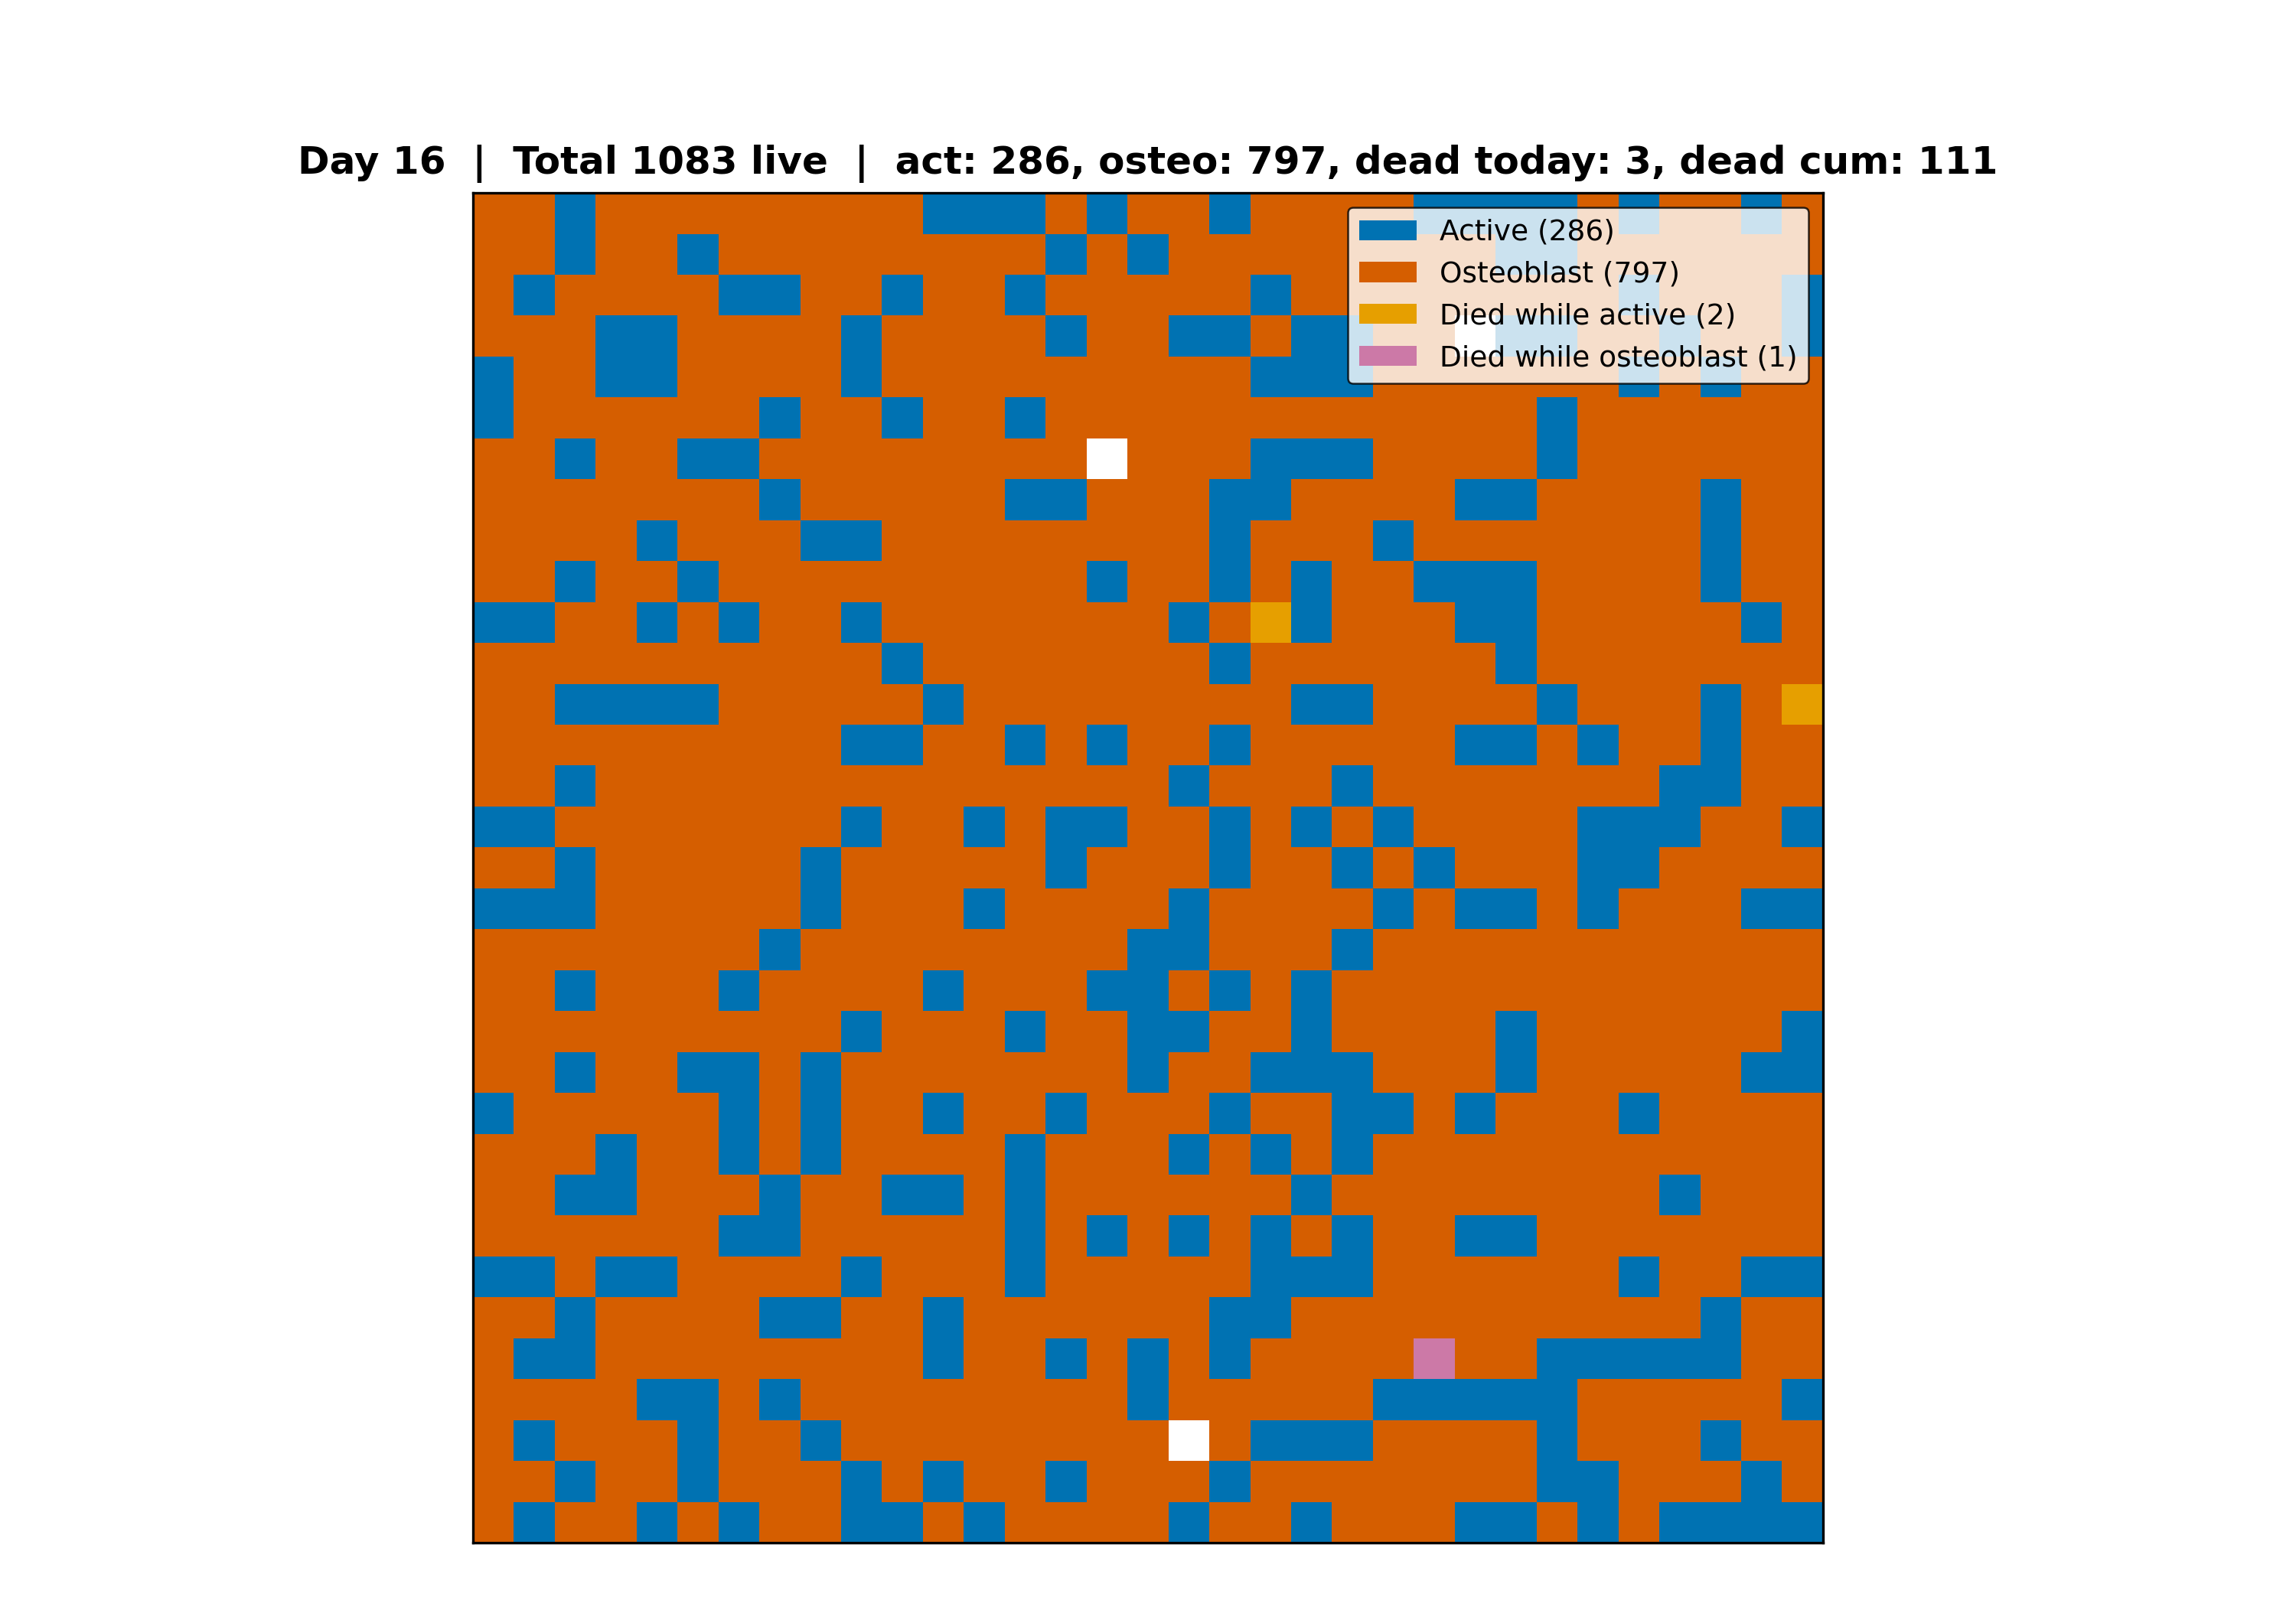 Day 16 | Total 1083 live | act: 286, osteo: 797, dead today: 3, dead cum: 111
Active (286)
Osteoblast (797)
Died while active (2)
Died while osteoblast (1)